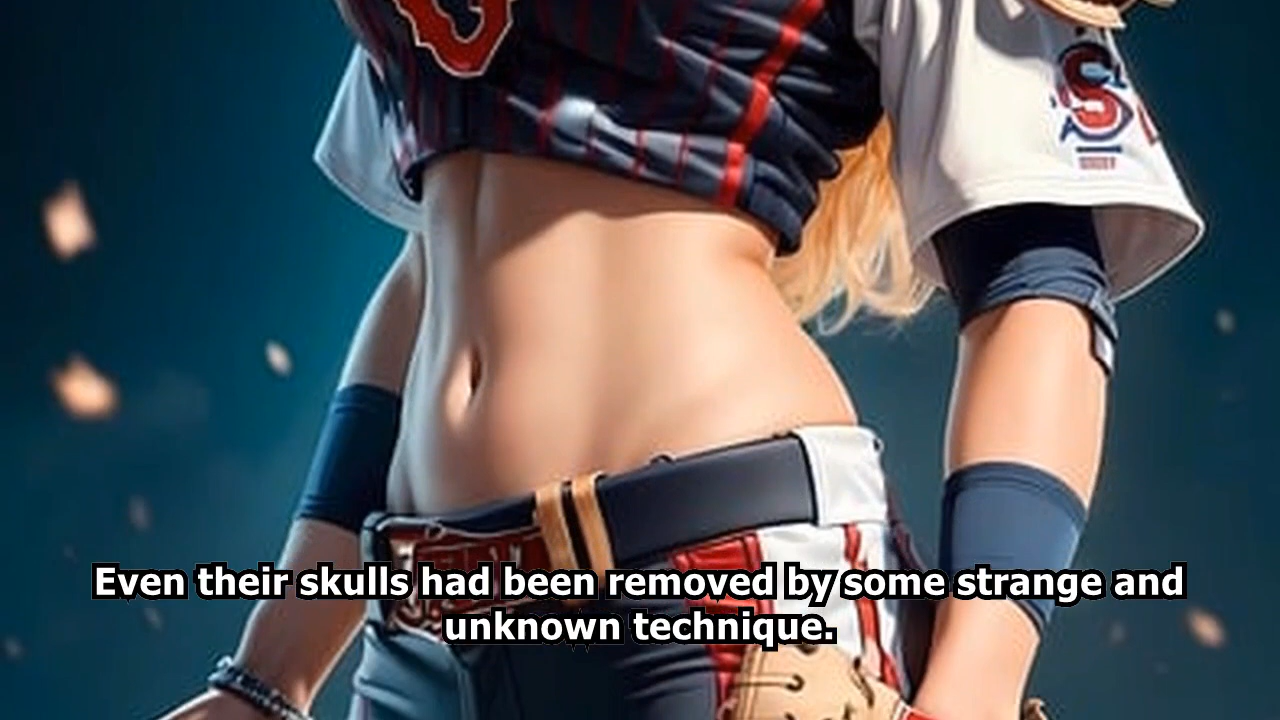 S
Even their skulls had been removed by some strange and
unknown technique.